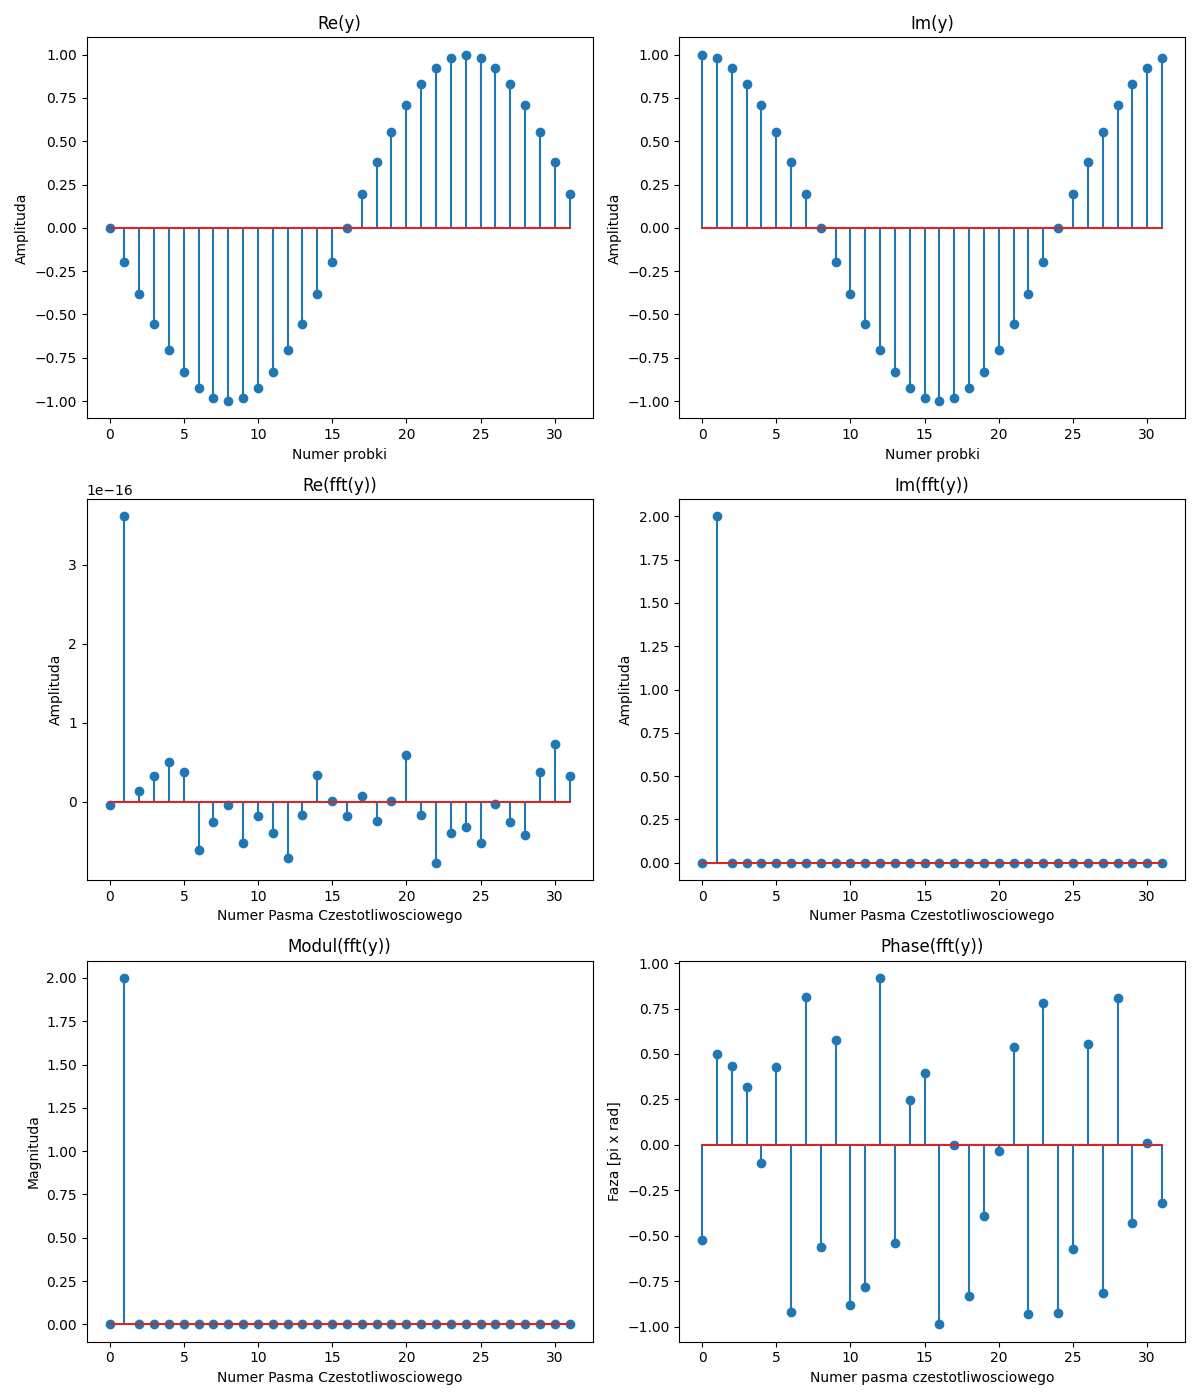 Re(y)
1.00
0.75
0.50
0.25
0.00
−0.25
−0.50
−0.75
−1.00
Amplituda
0 5 10 15 20 25 30
Numer probki
Im(y)
1.00
0.75
0.50
0.25
0.00
−0.25
−0.50
−0.75
−1.00
Amplituda
0 5 10 15 20 25 30
Numer probki
Re(fft(y))
1e−16
3
2
1
0
Amplituda
0 5 10 15 20 25 30
Numer Pasma Czestotliwosciowego
Im(fft(y))
2.00
1.75
1.50
1.25
1.00
0.75
0.50
0.25
0.00
Amplituda
0 5 10 15 20 25 30
Numer Pasma Czestotliwosciowego
Modul(fft(y))
2.00
1.75
1.50
1.25
1.00
0.75
0.50
0.25
0.00
Magnituda
0 5 10 15 20 25 30
Numer Pasma Czestotliwosciowego
Phase(fft(y))
1.00
0.75
0.50
0.25
0.00
−0.25
−0.50
−0.75
−1.00
Faza [pi x rad]
0 5 10 15 20 25 30
Numer pasma czestotliwosciowego